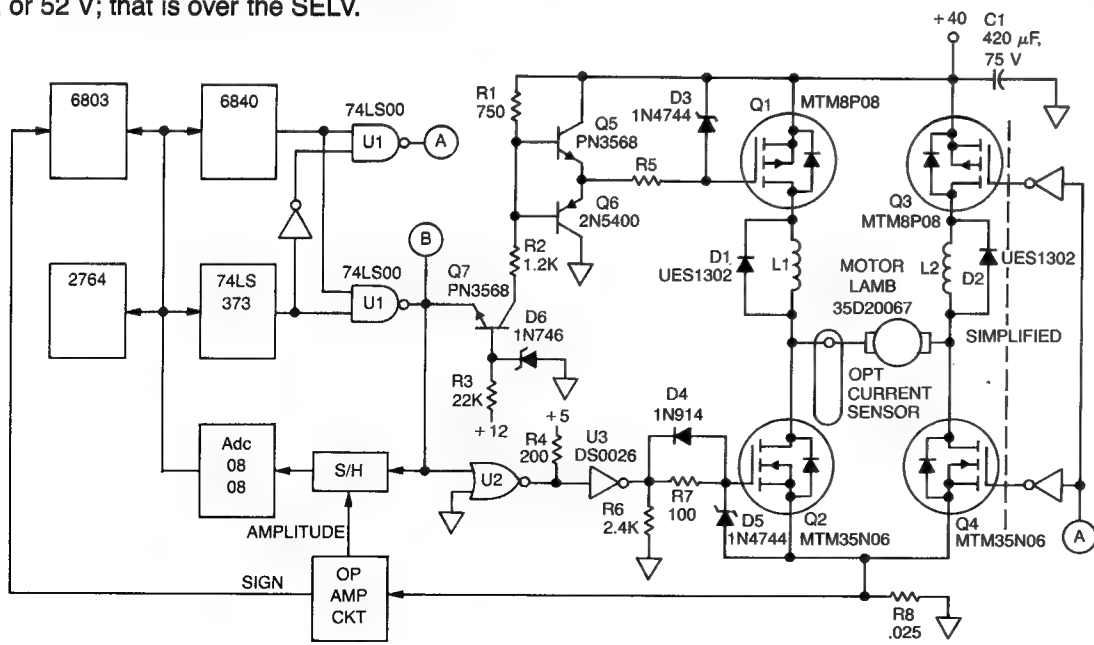 or 52 V; that is over the SELV.
+40
C1
420 µF,
75 V
6803
6840
74LS00
U1
A
R1
750
Q5
PN3568
D3
1N4744
Q1
MTM8P08
R5
Q6
2N5400
Q3
MTM8P08
B
R2
1.2K
D1
UES1302
L1
L2
D2
UES1302
MOTOR
LAMB
35D20067
SIMPLIFIED
2764
74LS
373
74LS00
U1
Q7
PN3568
D6
1N746
OPT
CURRENT
SENSOR
R3
22K
+12
D4
1N914
+5
R4
200
U3
DS0026
Adc
08
08
S/H
U2
R7
100
R6
2.4K
D5
1N4744
Q2
MTM35N06
Q4
MTM35N06
A
AMPLITUDE
SIGN
OP
AMP
CKT
R8
.025